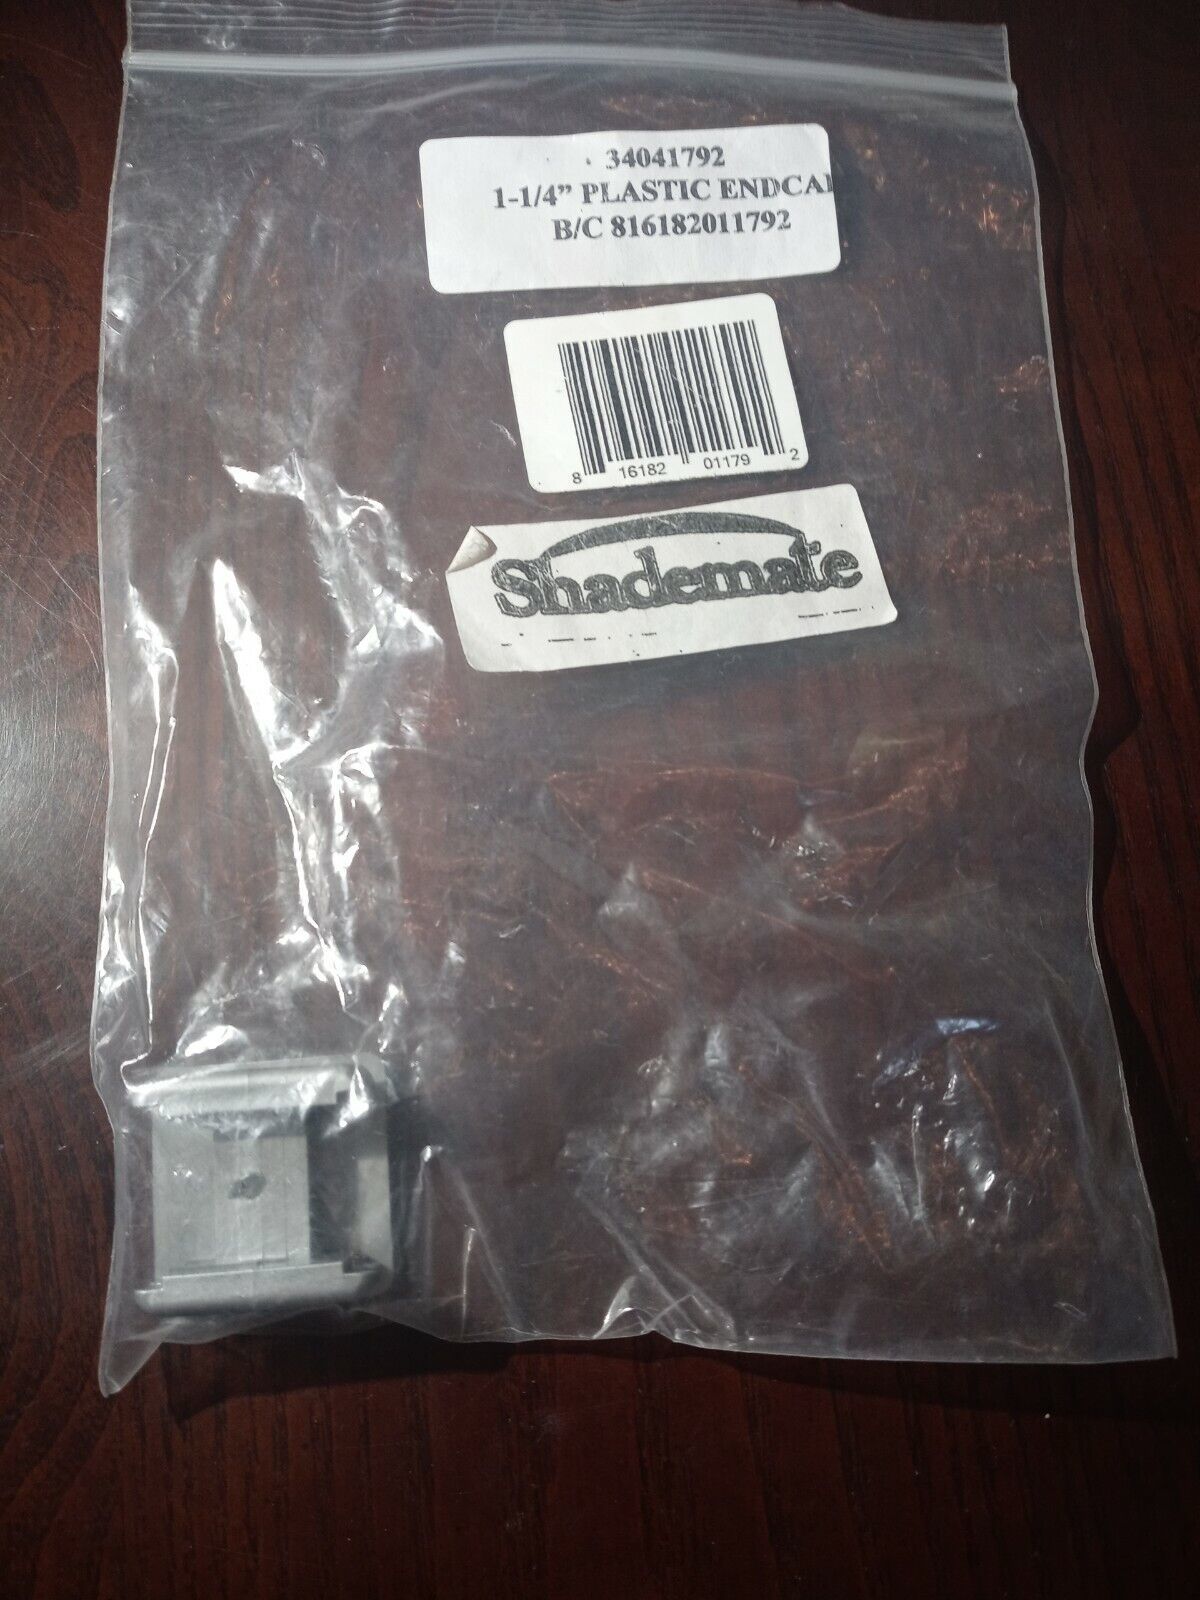 34041792
1-1/4” PLASTIC ENDCAP
B/C 816182011792
8 16182 01179 2
Shademate